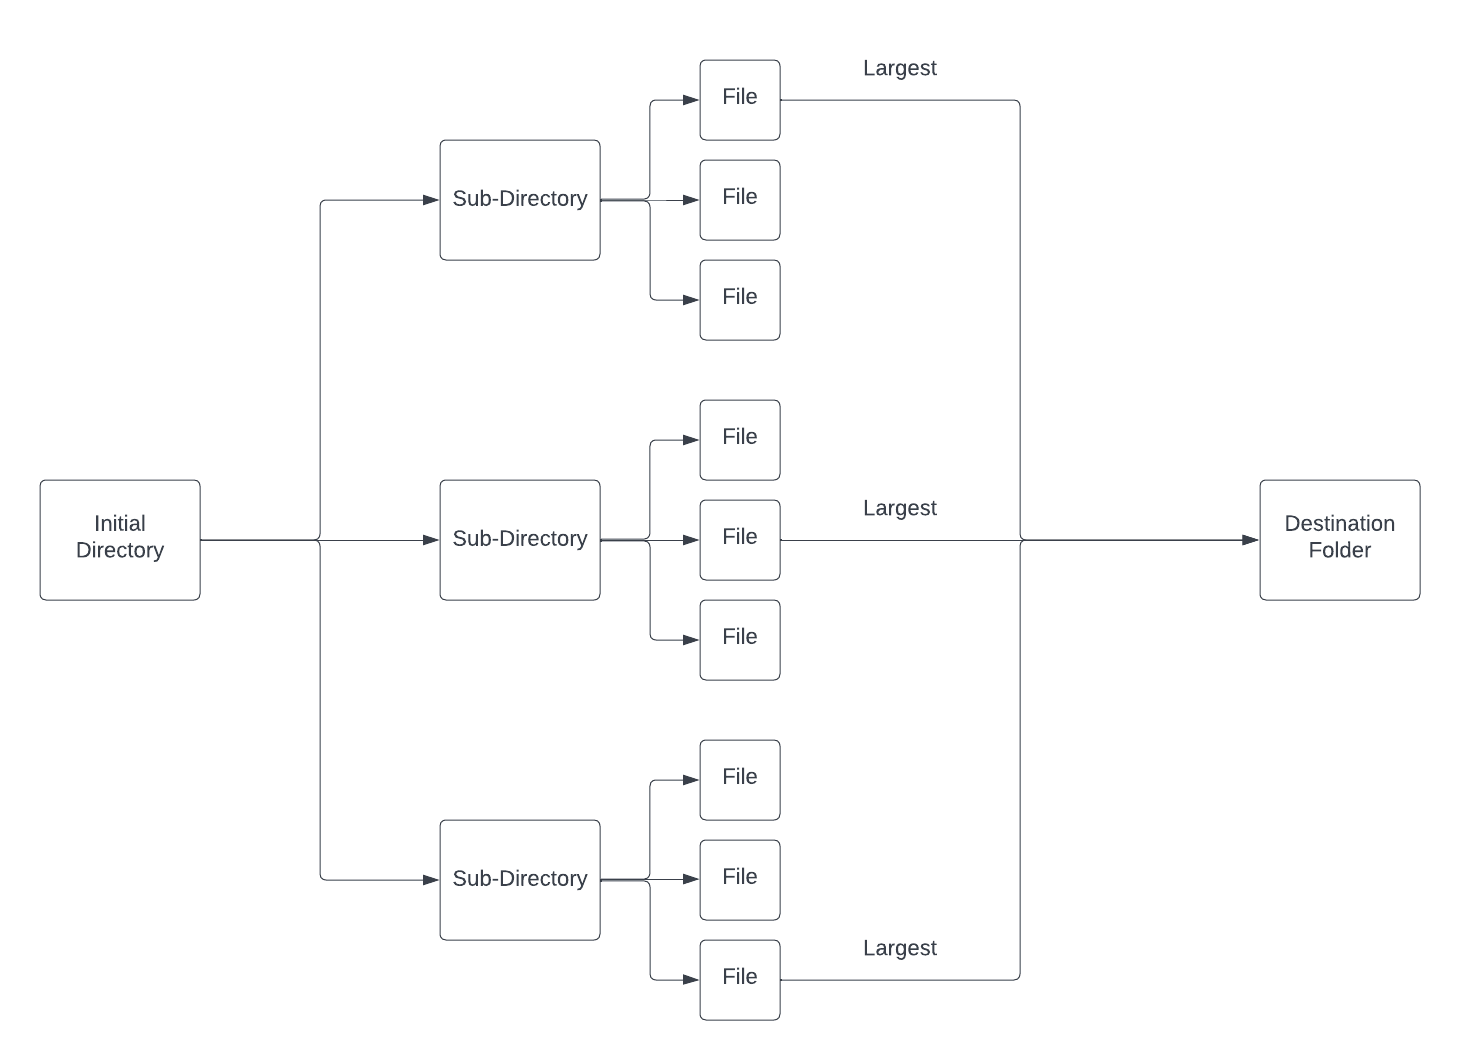 Initial
Directory
Sub-Directory
File
File
File
Largest
Sub-Directory
File
File
File
Largest
Sub-Directory
File
File
File
Largest
Destination
Folder